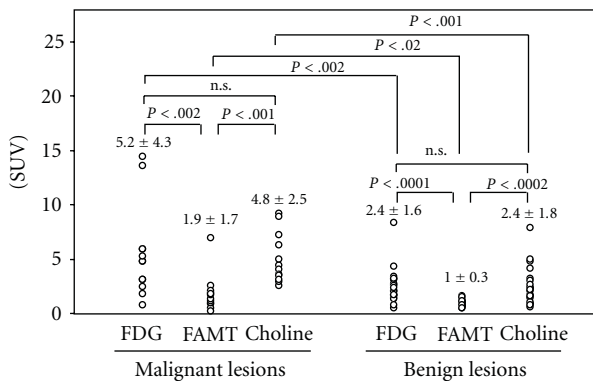 25
20
15
10
5
0
(SUV)
P < .001
P < .02
P < .002
n.s.
P < .002
P < .001
5.2 ± 4.3
1.9 ± 1.7
4.8 ± 2.5
n.s.
P < .0001
P < .0002
2.4 ± 1.6
1 ± 0.3
2.4 ± 1.8
FDG FAMT Choline
FDG FAMT Choline
Malignant lesions
Benign lesions